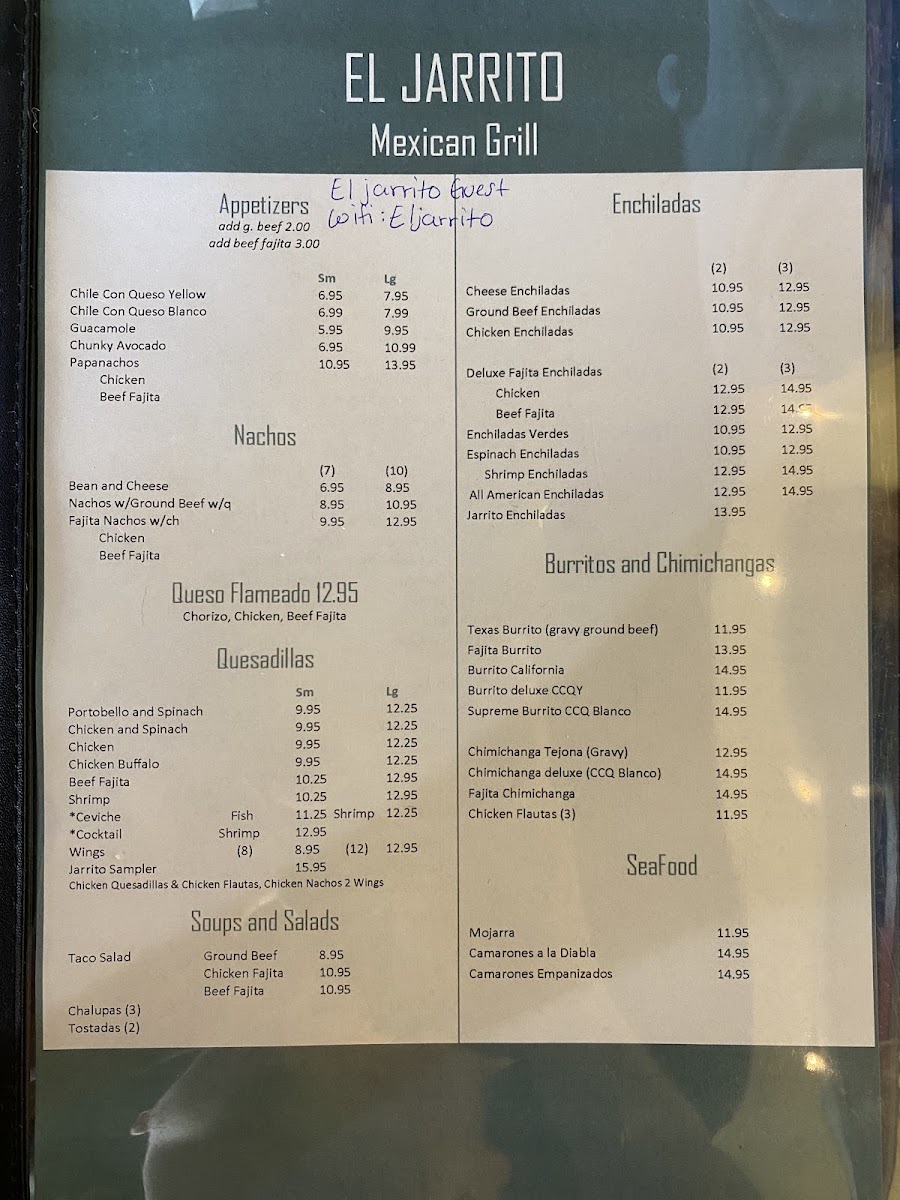 EL JARRITO
Mexican Grill
El jarrito Guest
Wifi: Eljarrito
Appetizers
add g. beef 2.00
add beef fajita 3.00
Sm Lg
Chile Con Queso Yellow 6.95 7.95
Chile Con Queso Blanco 6.99 7.99
Guacamole 5.95 9.95
Chunky Avocado 6.95 10.99
Papanachos 10.95 13.95
Chicken
Beef Fajita
Nachos
(7) (10)
Bean and Cheese 6.95 8.95
Nachos w/Ground Beef w/q 8.95 10.95
Fajita Nachos w/ch 9.95 12.95
Chicken
Beef Fajita
Queso Flameado 12.95
Chorizo, Chicken, Beef Fajita
Quesadillas
Sm Lg
Portobello and Spinach 9.95 12.25
Chicken and Spinach 9.95 12.25
Chicken 9.95 12.25
Chicken Buffalo 9.95 12.25
Beef Fajita 10.25 12.95
Shrimp 10.25 12.95
*Ceviche Fish 11.25 Shrimp 12.25
*Cocktail Shrimp 12.95
Wings (8) 8.95 (12) 12.95
Jarrito Sampler 15.95
Chicken Quesadillas & Chicken Flautas, Chicken Nachos 2 Wings
Soups and Salads
Taco Salad Ground Beef 8.95
Chicken Fajita 10.95
Beef Fajita 10.95
Chalupas (3)
Tostadas (2)
Enchiladas
(2) (3)
Cheese Enchiladas 10.95 12.95
Ground Beef Enchiladas 10.95 12.95
Chicken Enchiladas 10.95 12.95
Deluxe Fajita Enchiladas (2) (3)
Chicken 12.95 14.95
Beef Fajita 12.95
Enchiladas Verdes 10.95 12.95
Espinach Enchiladas 10.95 12.95
Shrimp Enchiladas 12.95 14.95
All American Enchiladas 12.95 14.95
Jarrito Enchiladas 13.95
Burritos and Chimichangas
Texas Burrito (gravy ground beef) 11.95
Fajita Burrito 13.95
Burrito California 14.95
Burrito deluxe CCQY 11.95
Supreme Burrito CCQ Blanco 14.95
Chimichanga Tejona (Gravy) 12.95
Chimichanga deluxe (CCQ Blanco) 14.95
Fajita Chimichanga 14.95
Chicken Flautas (3) 11.95
SeaFood
Mojarra 11.95
Camarones a la Diabla 14.95
Camarones Empanizados 14.95